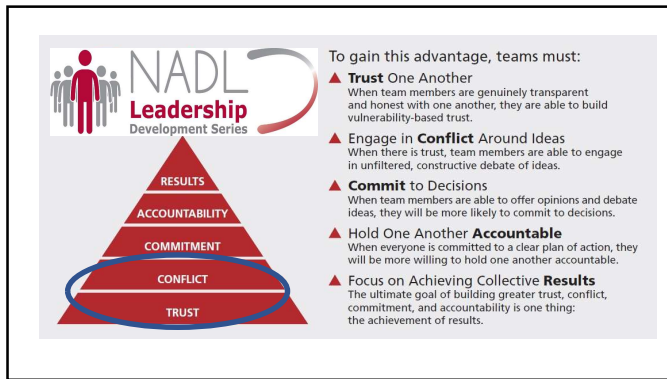 NADL
Leadership
Development Series
RESULTS
ACCOUNTABILITY
COMMITMENT
CONFLICT
TRUST
To gain this advantage, teams must:
Trust One Another
When team members are genuinely transparent
and honest with one another, they are able to build
vulnerability-based trust.
Engage in Conflict Around Ideas
When there is trust, team members are able to engage
in unfiltered, constructive debate of ideas.
Commit to Decisions
When team members are able to offer opinions and debate
ideas, they will be more likely to commit to decisions.
Hold One Another Accountable
When everyone is committed to a clear plan of action, they
will be more willing to hold one another accountable.
Focus on Achieving Collective Results
The ultimate goal of building greater trust, conflict,
commitment, and accountability is one thing:
the achievement of results.